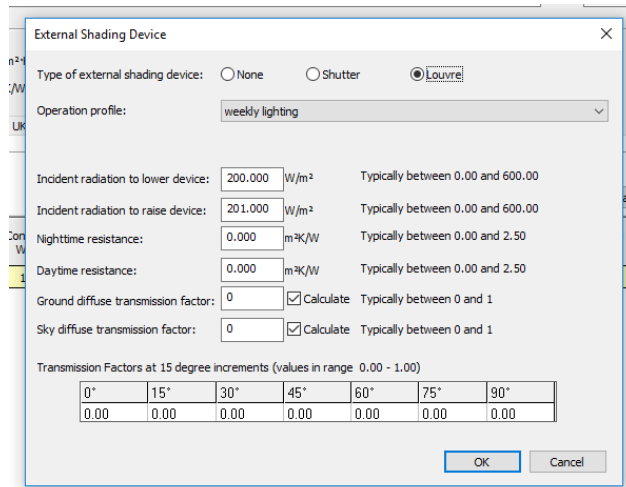 External Shading Device
m²·I
Type of external shading device: None Shutter Louvre
/W
Operation profile: weekly lighting
UK
Incident radiation to lower device: 200.000 W/m² Typically between 0.00 and 600.00
Incident radiation to raise device: 201.000 W/m² Typically between 0.00 and 600.00
Con
Nighttime resistance: 0.000 m²K/W Typically between 0.00 and 2.50
W
Daytime resistance: 0.000 m²K/W Typically between 0.00 and 2.50
1
Ground diffuse transmission factor: 0 Calculate Typically between 0 and 1
Sky diffuse transmission factor: 0 Calculate Typically between 0 and 1
Transmission Factors at 15 degree increments (values in range 0.00 - 1.00)
0° 15° 30° 45° 60° 75° 90°
0.00 0.00 0.00 0.00 0.00 0.00 0.00
OK Cancel